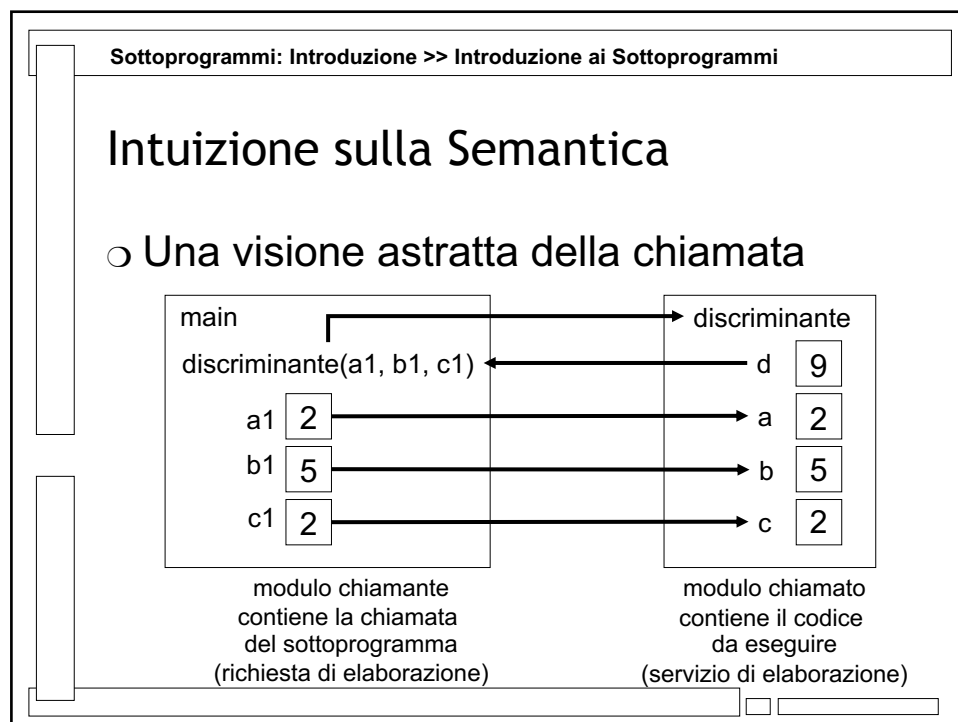 Sottoprogrammi: Introduzione >> Introduzione ai Sottoprogrammi
Intuizione sulla Semantica
❍ Una visione astratta della chiamata
main
discriminante(a1, b1, c1)
a1 2
b1 5
c1 2
discriminante
d 9
a 2
b 5
c 2
modulo chiamante
contiene la chiamata
del sottoprogramma
(richiesta di elaborazione)
modulo chiamato
contiene il codice
da eseguire
(servizio di elaborazione)